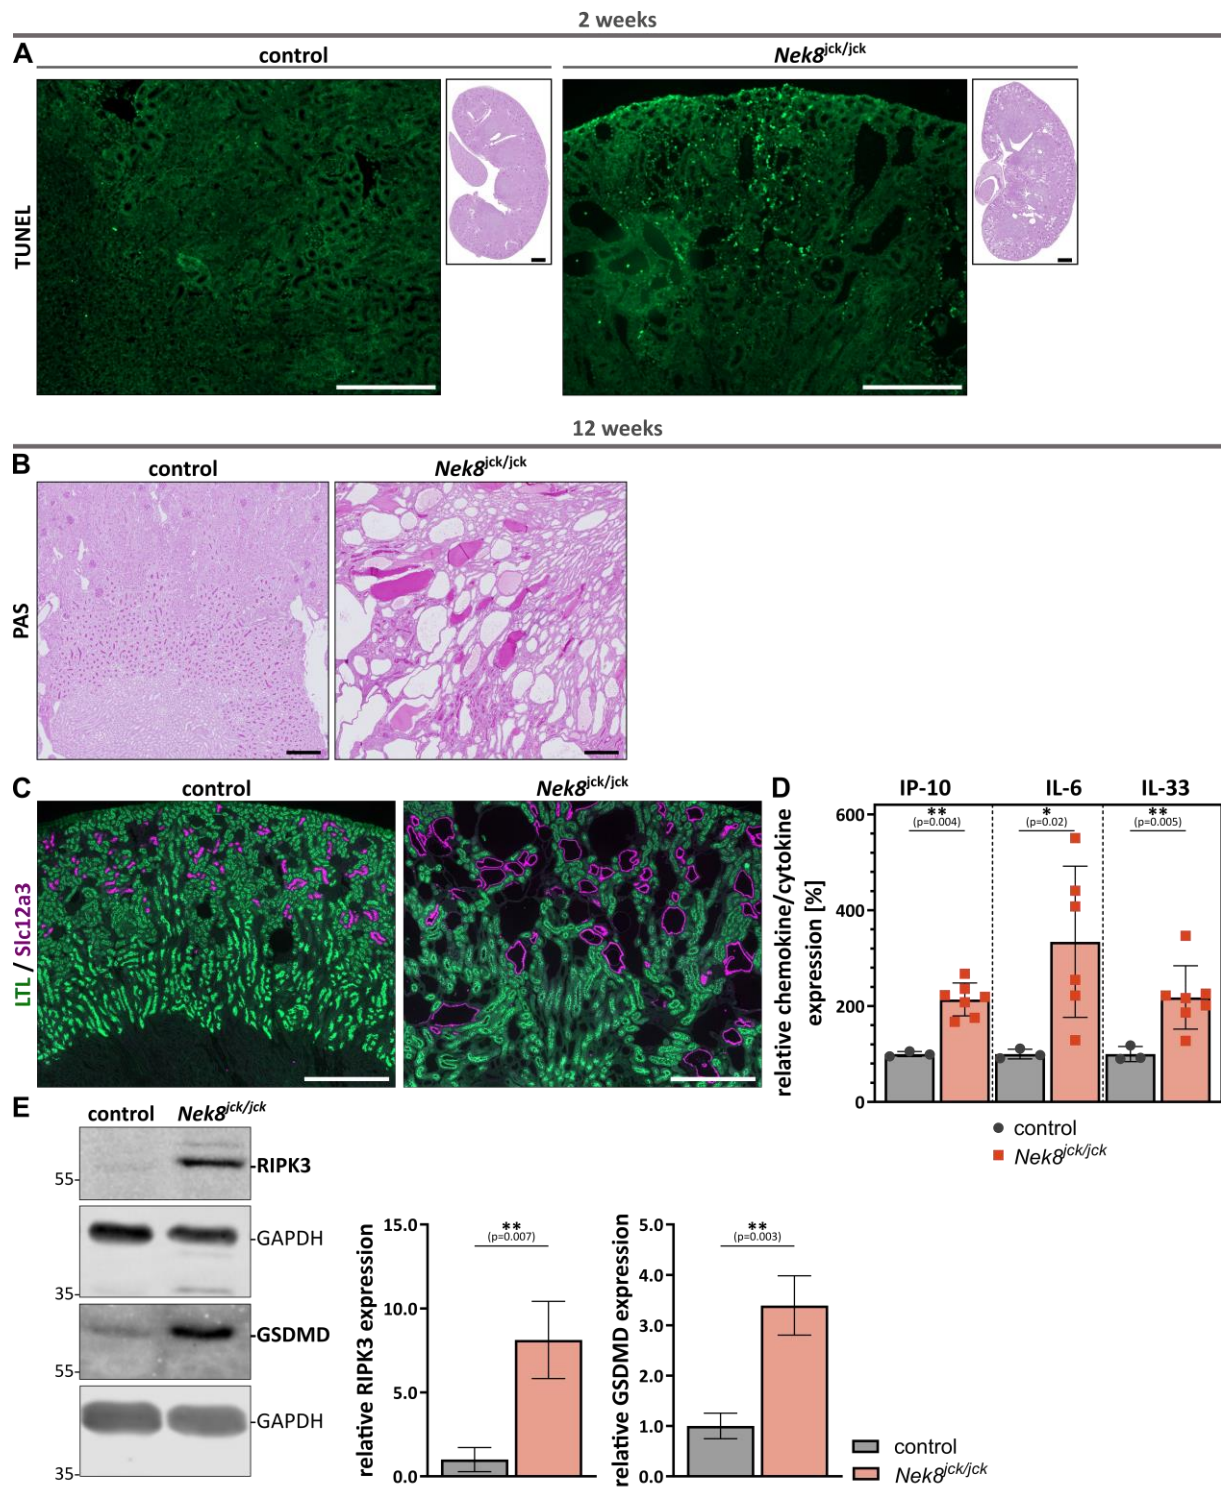 2 weeks
A
control
Nek8jck/jck
TUNEL
12 weeks
B
control
Nek8jck/jck
PAS
C
control
Nek8jck/jck
LTL / Slc12a3
D
IP-10
IL-6
IL-33
** (p=0.004)
* (p=0.02)
** (p=0.005)
relative chemokine/cytokine
expression [%]
600
400
200
0
control
Nek8jck/jck
E
control
Nek8jck/jck
55-
-RIPK3
-GAPDH
35-
-GSDMD
55-
-GAPDH
35-
relative RIPK3 expression
15.0
10.0
5.0
0.0
**
(p=0.007)
relative GSDMD expression
5.0
4.0
3.0
2.0
1.0
0.0
**
(p=0.003)
control
Nek8jck/jck